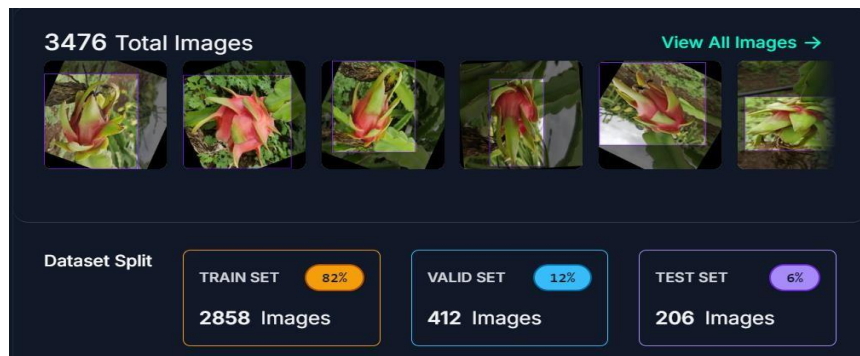 3476 Total Images
View All Images →
Dataset Split
TRAIN SET 82%
2858 Images
VALID SET 12%
412 Images
TEST SET 6%
206 Images